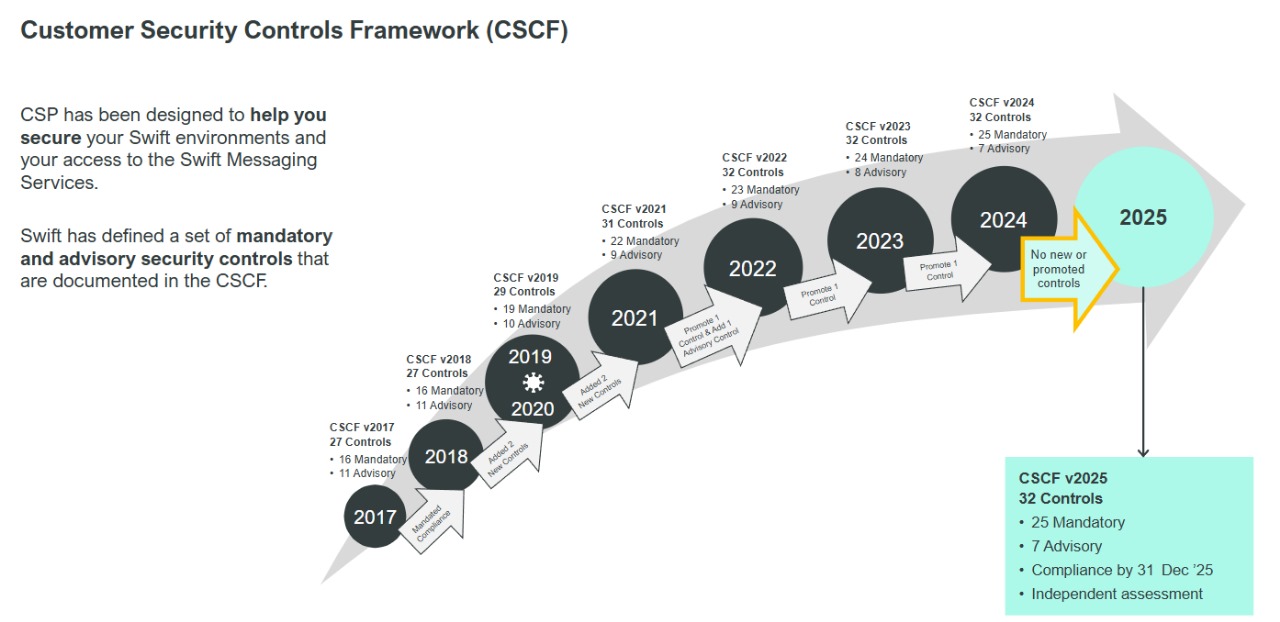 Customer Security Controls Framework (CSCF)
CSP has been designed to help you
secure your Swift environments and
your access to the Swift Messaging
Services.
Swift has defined a set of mandatory
and advisory security controls that
are documented in the CSCF.
CSCF v2017
27 Controls
• 16 Mandatory
• 11 Advisory
2017
Mandated
Compliance
CSCF v2018
27 Controls
• 16 Mandatory
• 11 Advisory
2018
Added 2
New Controls
CSCF v2019
29 Controls
• 19 Mandatory
• 10 Advisory
2019
2020
Added 2
New Controls
CSCF v2021
31 Controls
• 22 Mandatory
• 9 Advisory
2021
Promote 1
Control & Add 1
Advisory Control
CSCF v2022
32 Controls
• 23 Mandatory
• 9 Advisory
2022
Promote 1
Control
CSCF v2023
32 Controls
• 24 Mandatory
• 8 Advisory
2023
Promote 1
Control
CSCF v2024
32 Controls
• 25 Mandatory
• 7 Advisory
2024
No new or
promoted
controls
2025
CSCF v2025
32 Controls
• 25 Mandatory
• 7 Advisory
• Compliance by 31 Dec '25
• Independent assessment